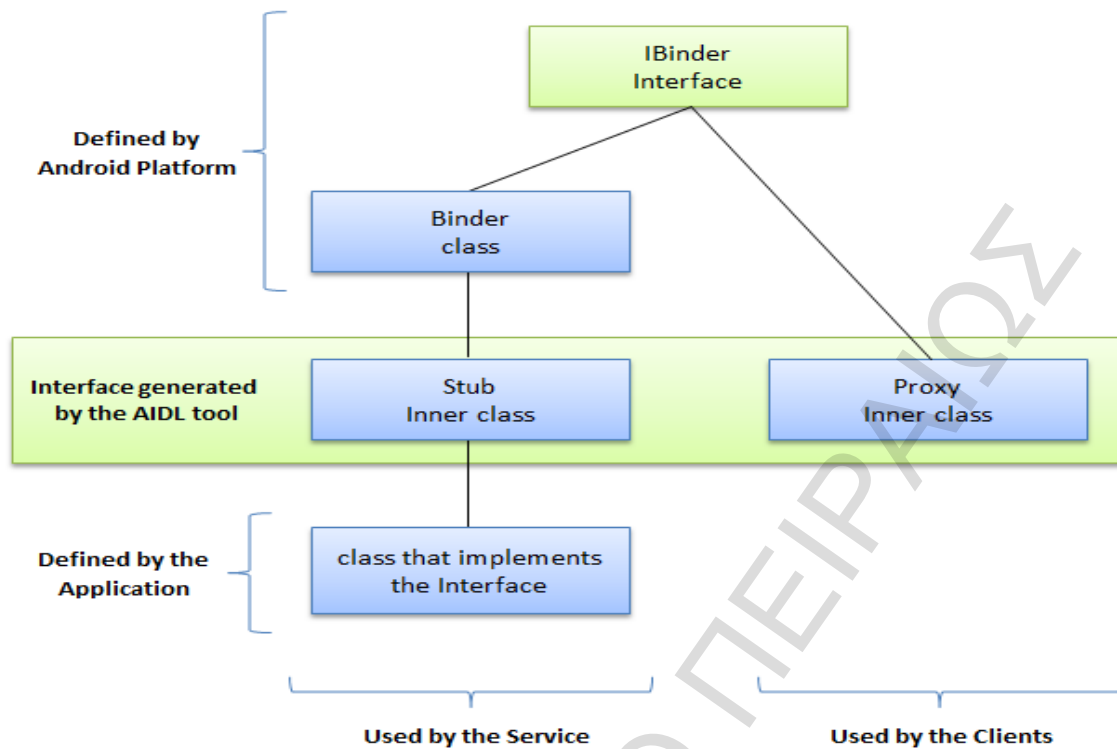 IBinder
Interface
Defined by
Android Platform
Binder
class
Interface generated
by the AIDL tool
Stub
Inner class
Proxy
Inner class
Defined by the
Application
class that implements
the Interface
Used by the Service
Used by the Clients
Ο ΠΕΙΡΑΙΩΣ